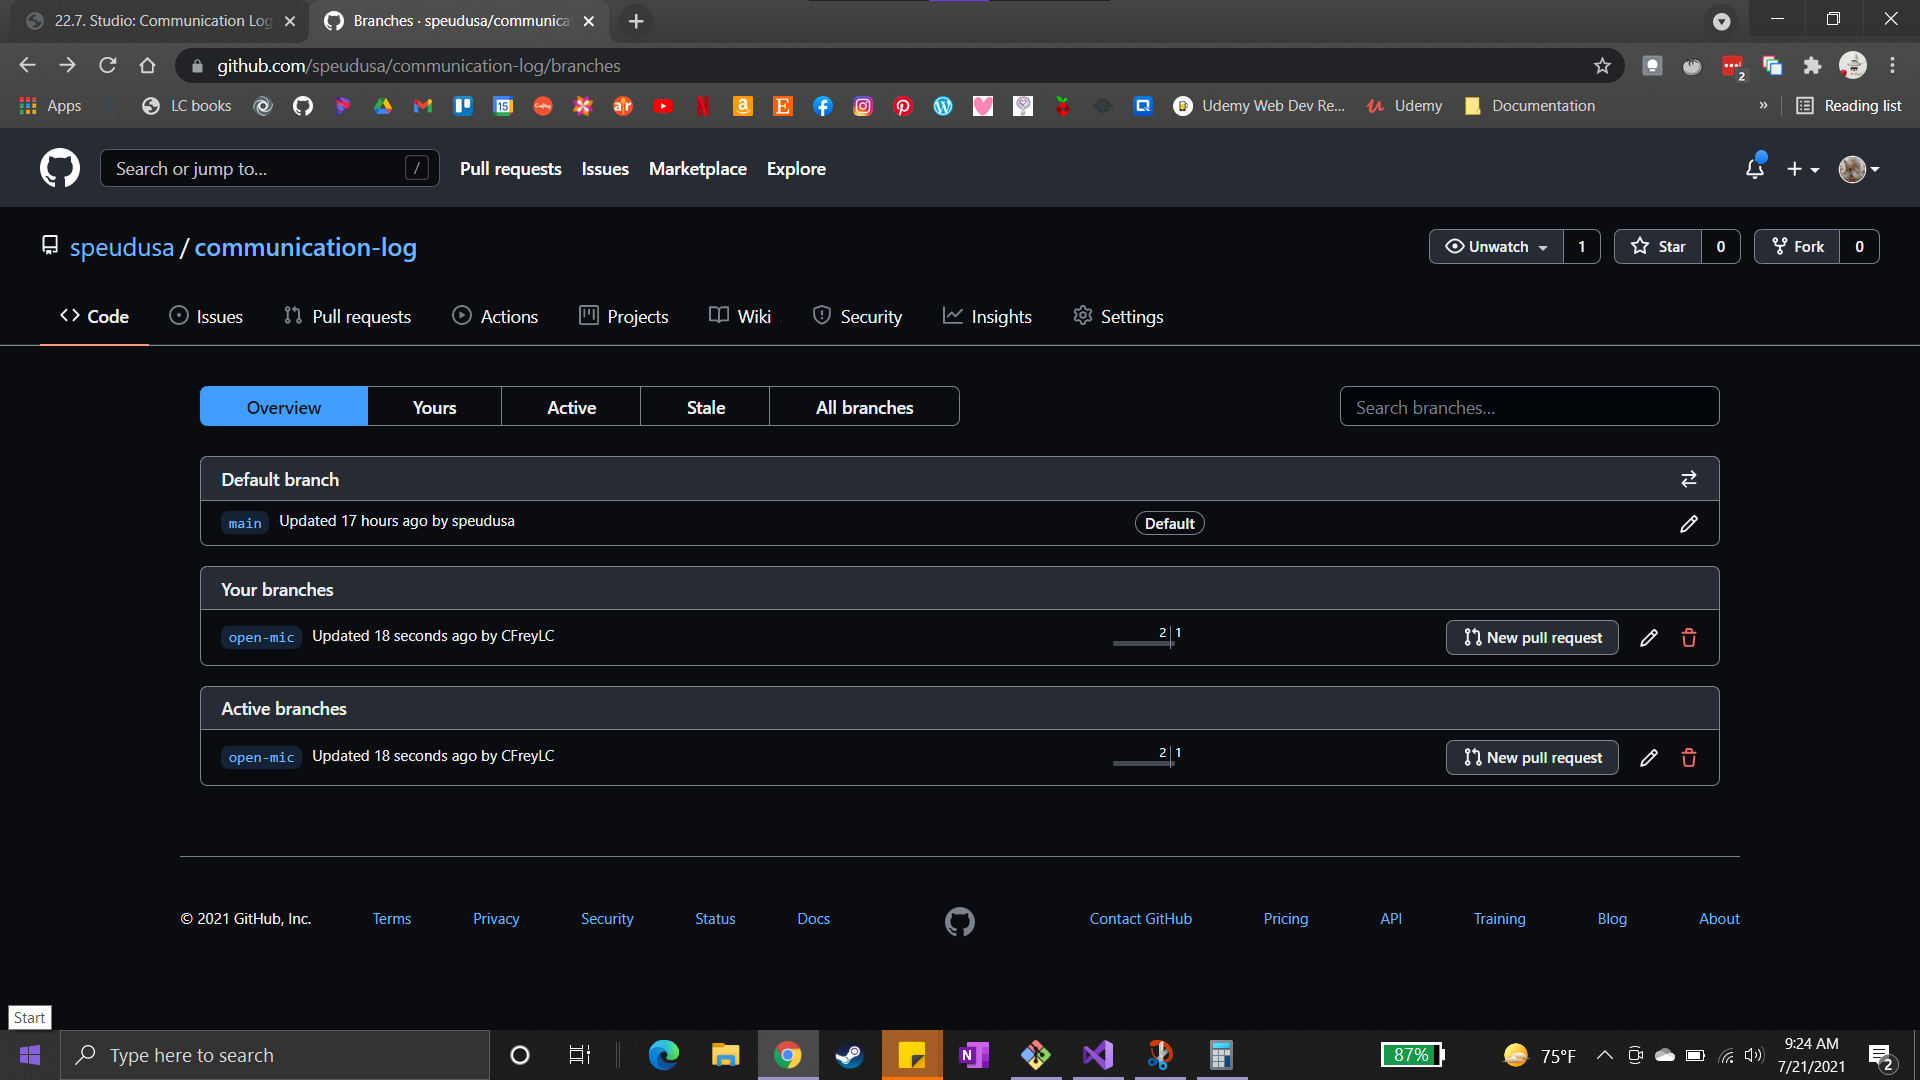 22.7. Studio: Communication Log
Branches · speudusa/communica
github.com/speudusa/communication-log/branches
2
Apps
LC books
15
Udemy Web Dev Re...
Udemy
Documentation
»
Reading list
Search or jump to...
/
Pull requests
Issues
Marketplace
Explore
speudusa / communication-log
Unwatch 1
Star 0
Fork 0
Code
Issues
Pull requests
Actions
Projects
Wiki
Security
Insights
Settings
Overview
Yours
Active
Stale
All branches
Search branches...
Default branch
main Updated 17 hours ago by speudusa
Default
Your branches
open-mic Updated 18 seconds ago by CFreyLC
2 1
New pull request
Active branches
open-mic Updated 18 seconds ago by CFreyLC
2 1
New pull request
© 2021 GitHub, Inc.
Terms
Privacy
Security
Status
Docs
Contact GitHub
Pricing
API
Training
Blog
About
Start
Type here to search
87%
75°F
9:24 AM
7/21/2021
2